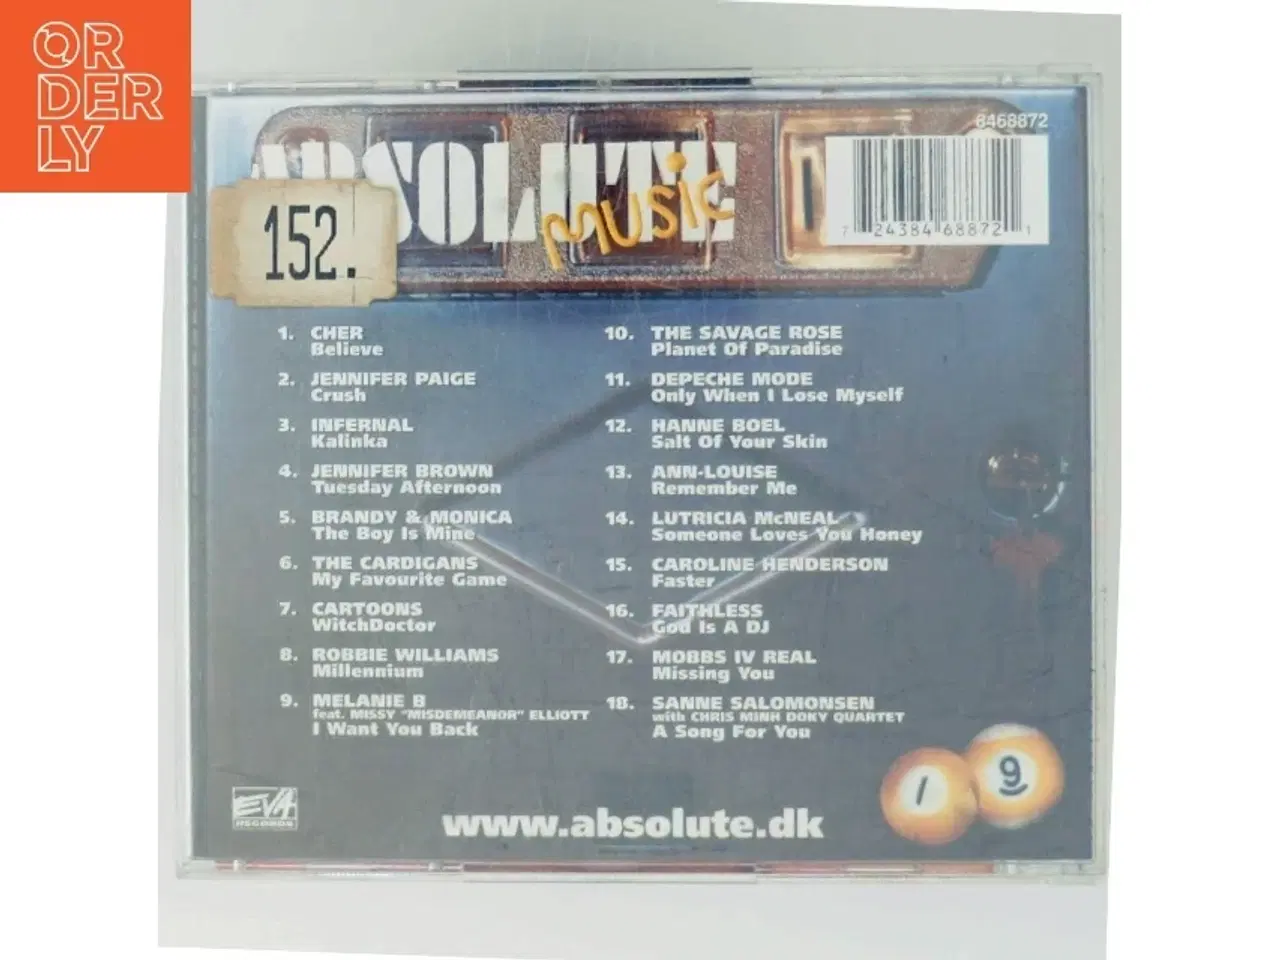 ORDERLY
ABSOLUTE
music
8468872
152.
7 24384 68872 1
1. CHER
Believe
2. JENNIFER PAIGE
Crush
3. INFERNAL
Kalinka
4. JENNIFER BROWN
Tuesday Afternoon
5. BRANDY & MONICA
The Boy Is Mine
6. THE CARDIGANS
My Favourite Game
7. CARTOONS
WitchDoctor
8. ROBBIE WILLIAMS
Millennium
9. MELANIE B
feat. MISSY "MISDEMEANOR" ELLIOTT
I Want You Back
10. THE SAVAGE ROSE
Planet Of Paradise
11. DEPECHE MODE
Only When I Lose Myself
12. HANNE BOEL
Salt Of Your Skin
13. ANN-LOUISE
Remember Me
14. LUTRICIA McNEAL
Someone Loves You Honey
15. CAROLINE HENDERSON
Faster
16. FAITHLESS
God Is A DJ
17. MOBBS IV REAL
Missing You
18. SANNE SALOMONSEN
with CHRIS MINH DOKY QUARTET
A Song For You
1 9
EVA
RECORDS
www.absolute.dk